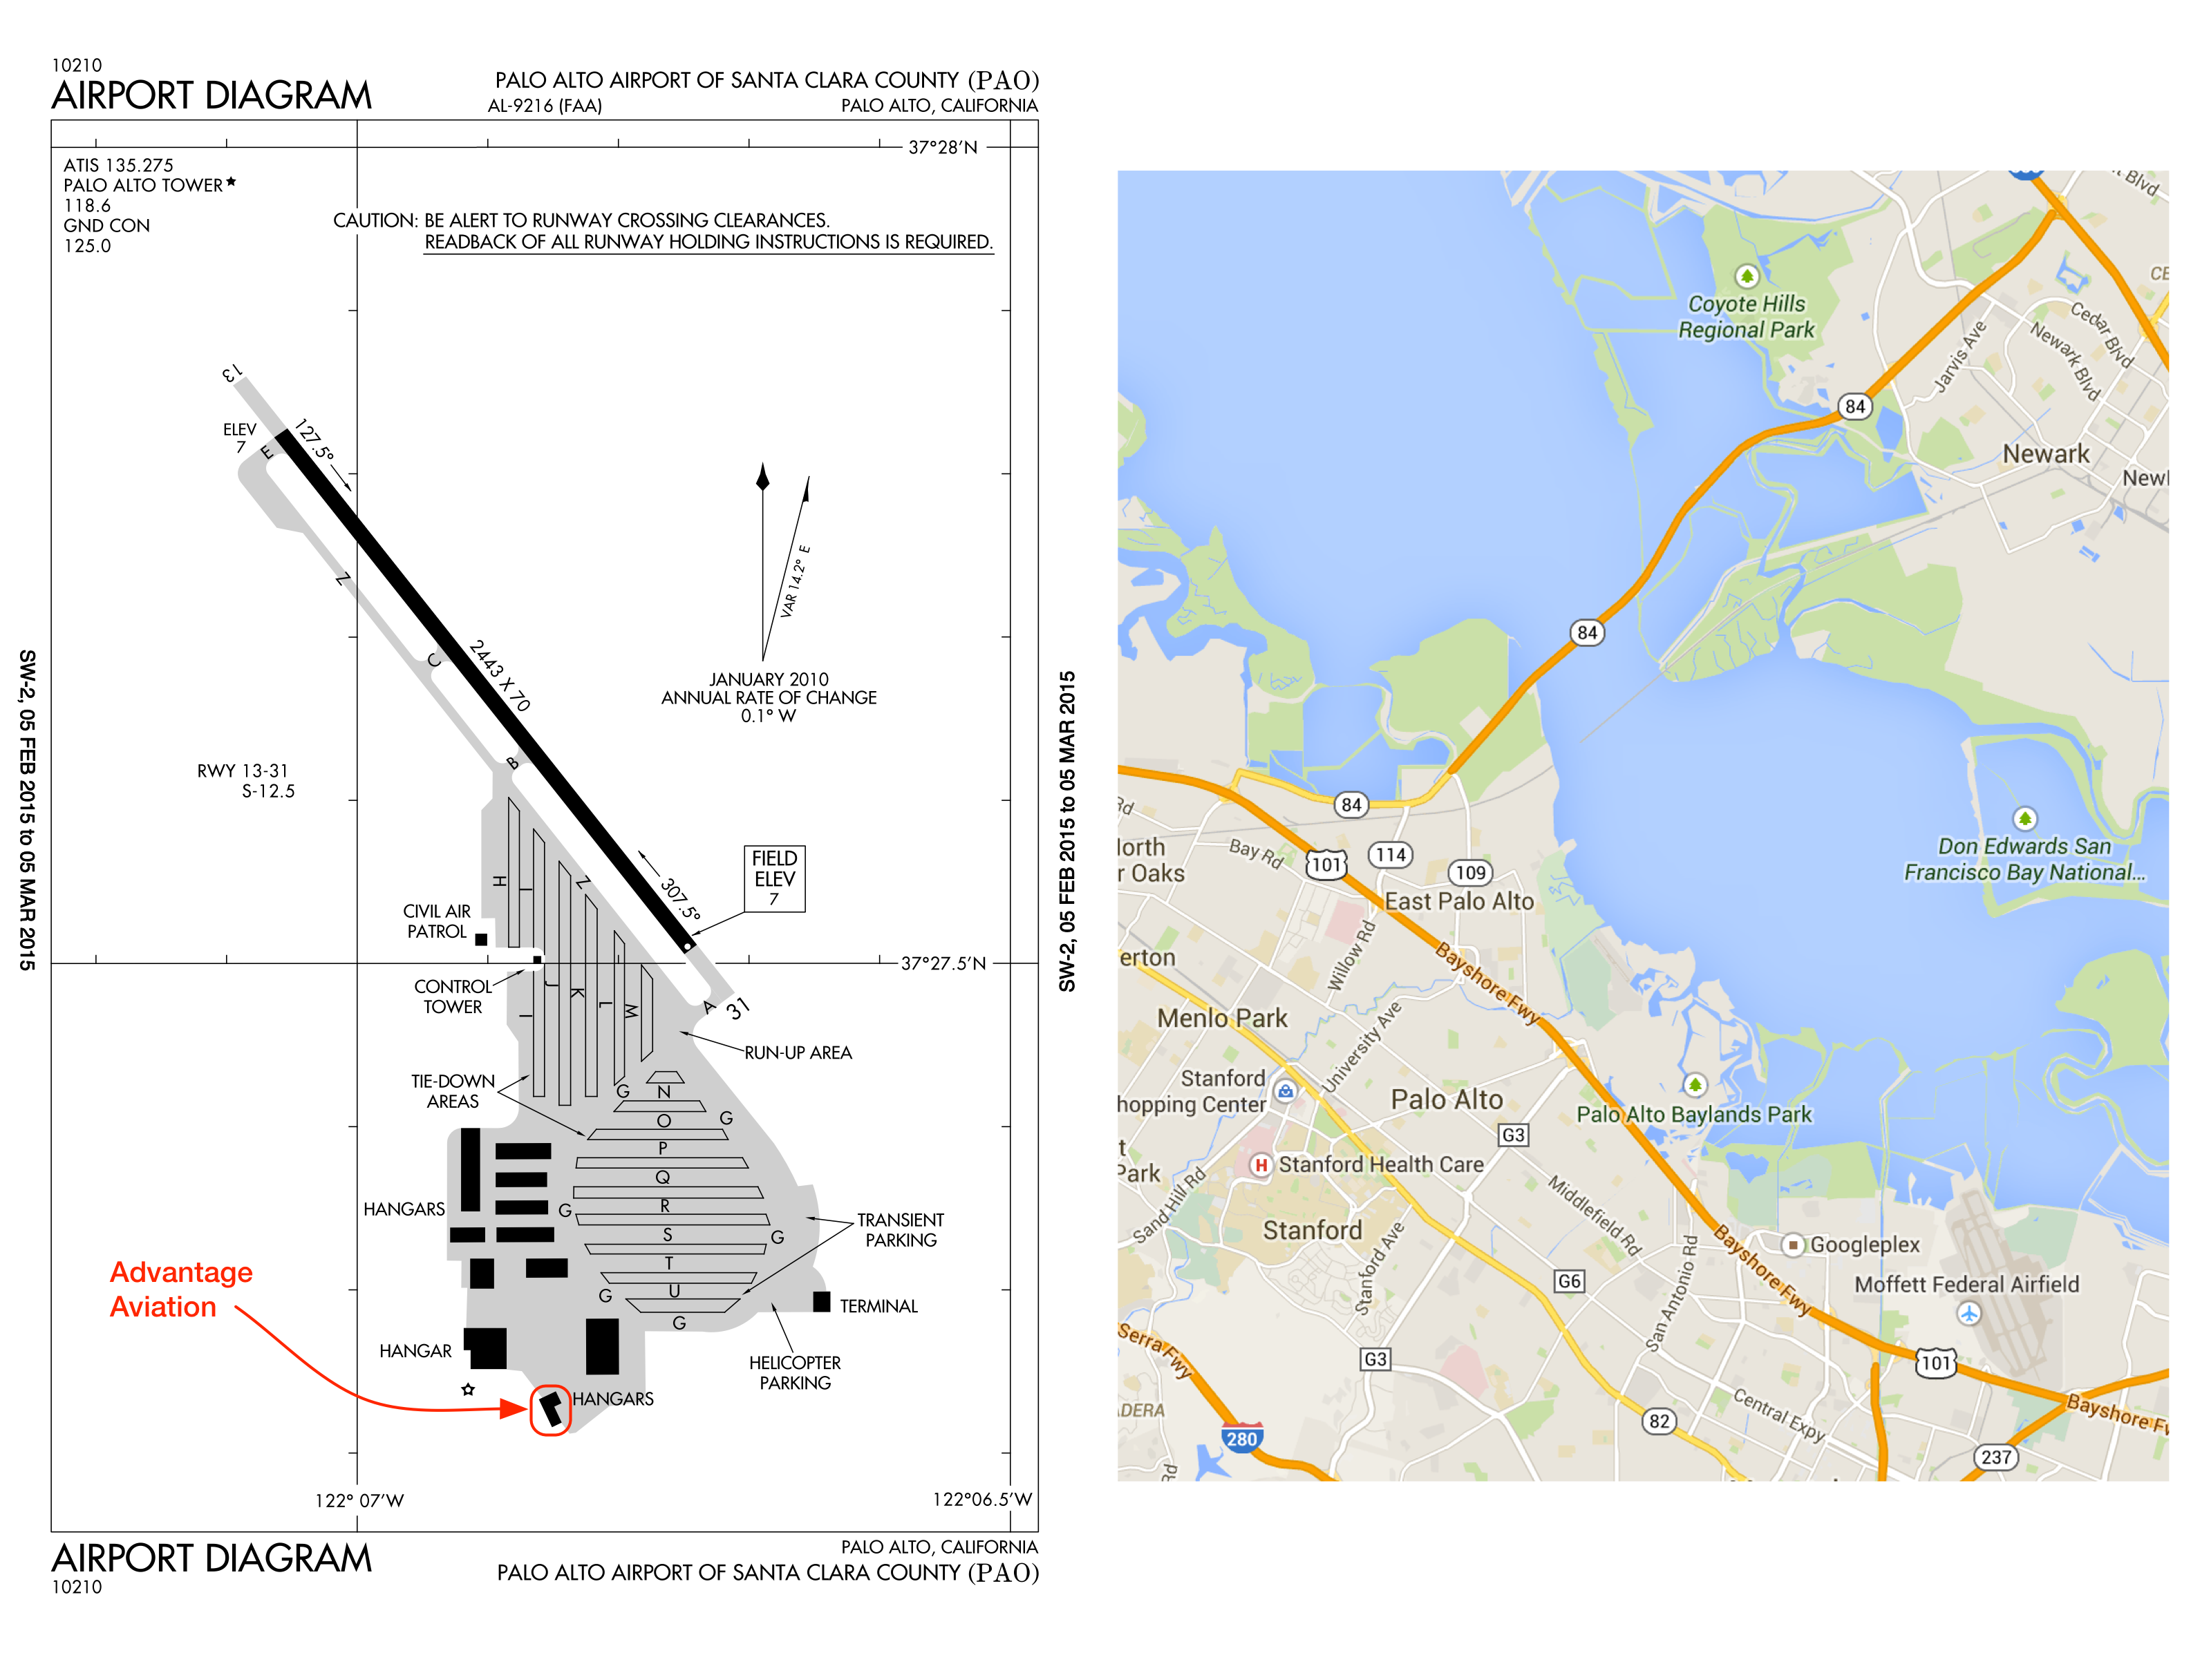 10210
AIRPORT DIAGRAM
PALO ALTO AIRPORT OF SANTA CLARA COUNTY (PAO)
AL-9216 (FAA)
PALO ALTO, CALIFORNIA
37°28'N
ATIS 135.275
PALO ALTO TOWER
118.6
GND CON
125.0
CAUTION: BE ALERT TO RUNWAY CROSSING CLEARANCES.
READBACK OF ALL RUNWAY HOLDING INSTRUCTIONS IS REQUIRED.
13
ELEV
7
E
127.5°
Z
C
2443 X 70
VAR 14.2° E
JANUARY 2010
ANNUAL RATE OF CHANGE
0.1° W
RWY 13-31
S-12.5
B
H
I
Z
307.5°
FIELD
ELEV
7
CIVIL AIR
PATROL
37°27.5'N
CONTROL
TOWER
I
J
K
L
M
A
31
RUN-UP AREA
TIE-DOWN
AREAS
G
N
O
G
P
Q
HANGARS
G
R
S
G
TRANSIENT
PARKING
T
G
U
G
TERMINAL
Advantage
Aviation
HANGAR
HELICOPTER
PARKING
HANGARS
122° 07'W
122°06.5'W
AIRPORT DIAGRAM
10210
PALO ALTO, CALIFORNIA
PALO ALTO AIRPORT OF SANTA CLARA COUNTY (PAO)
SW-2, 05 FEB 2015 to 05 MAR 2015
SW-2, 05 FEB 2015 to 05 MAR 2015
Blvd
Coyote Hills
Regional Park
CE
Cedar Blvd
Newark Blvd
Jarvis Ave
84
Newark
New
84
84
Rd
Bay Rd
101
114
109
orth
r Oaks
East Palo Alto
Don Edwards San
Francisco Bay National...
erton
Willow Rd
Bayshore Fwy
Menlo Park
University Ave
Stanford
hopping Center
Palo Alto
Palo Alto Baylands Park
G3
t
Park
Stanford Health Care
H
Sand Hill Rd
Middlefield Rd
Stanford
Stanford Ave
San Antonio Rd
Bayshore Fwy
Googleplex
Moffett Federal Airfield
G6
Serra Fwy
G3
101
ADERA
280
82
Central Expy
Bayshore Fw
237
Rd